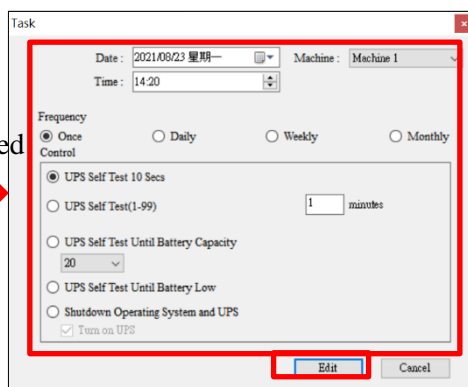 Task
Date : 2021/08/23 星期一 Machine : Machine 1
Time : 14:20
Frequency
Once Daily Weekly Monthly
ed
Control
UPS Self Test 10 Secs
UPS Self Test(1-99) 1 minutes
UPS Self Test Until Battery Capacity
20
UPS Self Test Until Battery Low
Shutdown Operating System and UPS
Turn on UPS
Edit Cancel